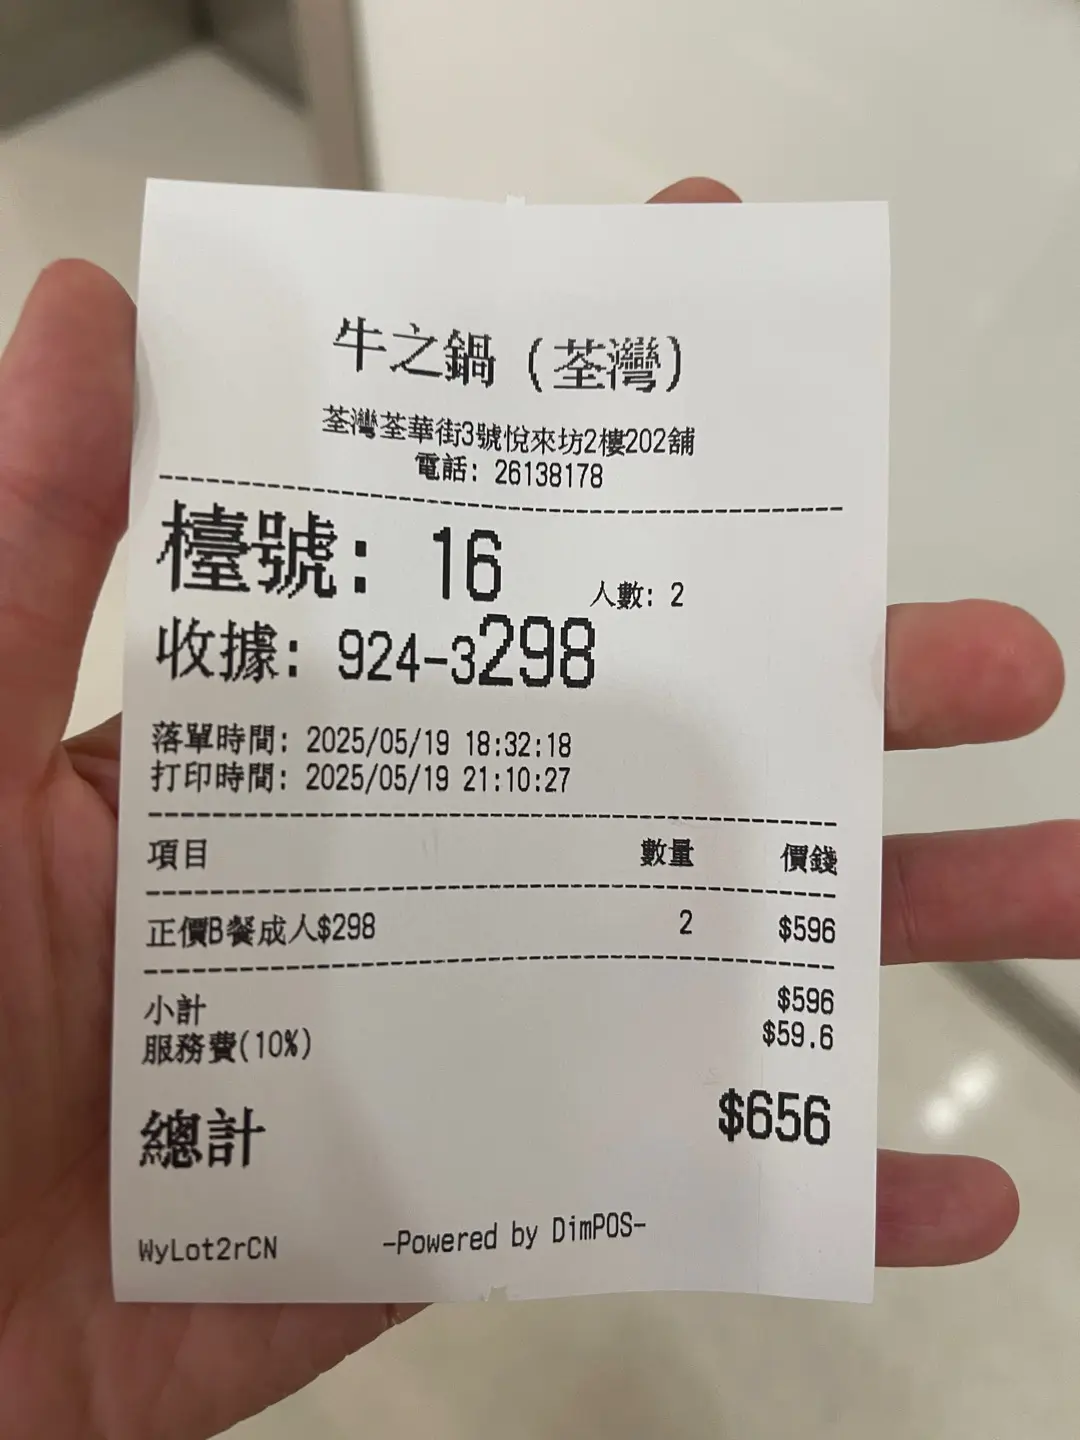 牛之鍋（荃灣）
荃灣荃華街3號悅來坊2樓202舖
電話: 26138178
檯號: 16 人數: 2
收據: 924-3298
落單時間: 2025/05/19 18:32:18
打印時間: 2025/05/19 21:10:27
項目 數量 價錢
正價B餐成人$298 2 $596
小計 $596
服務費(10%) $59.6
總計 $656
WyLot2rCN -Powered by DimPOS-